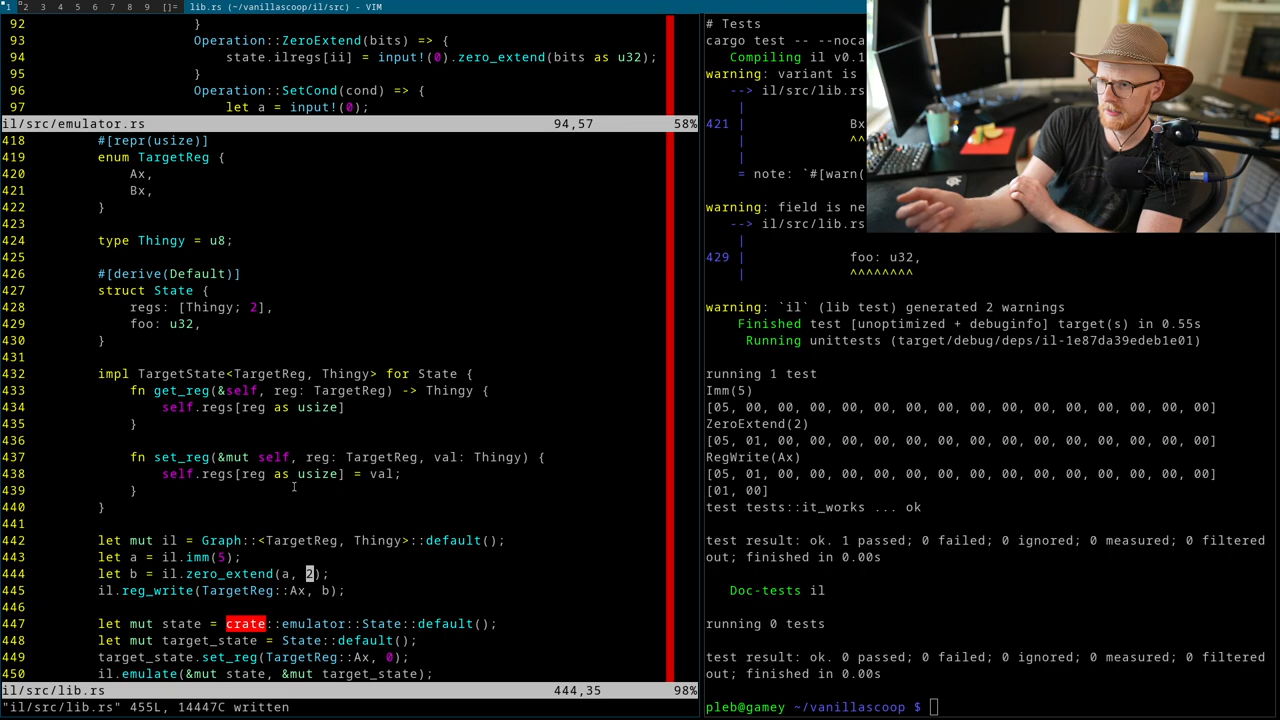 1 2 3 4 5 6 7 8 9 []= lib.rs (~/vanillascoop/il/src) - VIM
92 }
93 Operation::ZeroExtend(bits) => {
94 state.ilregs[ii] = input!(0).zero_extend(bits as u32);
95 }
96 Operation::SetCond(cond) => {
97 let a = input!(0);
il/src/emulator.rs 94,57 58%
418 #[repr(usize)]
419 enum TargetReg {
420 Ax,
421 Bx,
422 }
423
424 type Thingy = u8;
425
426 #[derive(Default)]
427 struct State {
428 regs: [Thingy; 2],
429 foo: u32,
430 }
431
432 impl TargetState<TargetReg, Thingy> for State {
433 fn get_reg(&self, reg: TargetReg) -> Thingy {
434 self.regs[reg as usize]
435 }
436
437 fn set_reg(&mut self, reg: TargetReg, val: Thingy) {
438 self.regs[reg as usize] = val;
439 }
440 }
441
442 let mut il = Graph::<TargetReg, Thingy>::default();
443 let a = il.imm(5);
444 let b = il.zero_extend(a, 2);
445 il.reg_write(TargetReg::Ax, b);
446
447 let mut state = crate::emulator::State::default();
448 let mut target_state = State::default();
449 target_state.set_reg(TargetReg::Ax, 0);
450 il.emulate(&mut state, &mut target_state);
il/src/lib.rs 444,35 98%
"il/src/lib.rs" 455L, 14447C written
# Tests
cargo test -- --noca
Compiling il v0.1
warning: variant is
--> il/src/lib.rs
|
421 | Bx
| ^^
|
= note: `#[warn(
warning: field is ne
--> il/src/lib.rs
|
429 | foo: u32,
| ^^^^^^^^
warning: `il` (lib test) generated 2 warnings
Finished test [unoptimized + debuginfo] target(s) in 0.55s
Running unittests (target/debug/deps/il-1e87da39edeb1e01)
running 1 test
Imm(5)
[05, 00, 00, 00, 00, 00, 00, 00, 00, 00, 00, 00, 00, 00, 00, 00]
ZeroExtend(2)
[05, 01, 00, 00, 00, 00, 00, 00, 00, 00, 00, 00, 00, 00, 00, 00]
RegWrite(Ax)
[05, 01, 00, 00, 00, 00, 00, 00, 00, 00, 00, 00, 00, 00, 00, 00]
[01, 00]
test tests::it_works ... ok
test result: ok. 1 passed; 0 failed; 0 ignored; 0 measured; 0 filtered
out; finished in 0.00s
Doc-tests il
running 0 tests
test result: ok. 0 passed; 0 failed; 0 ignored; 0 measured; 0 filtered
out; finished in 0.00s
pleb@gamey ~/vanillascoop $